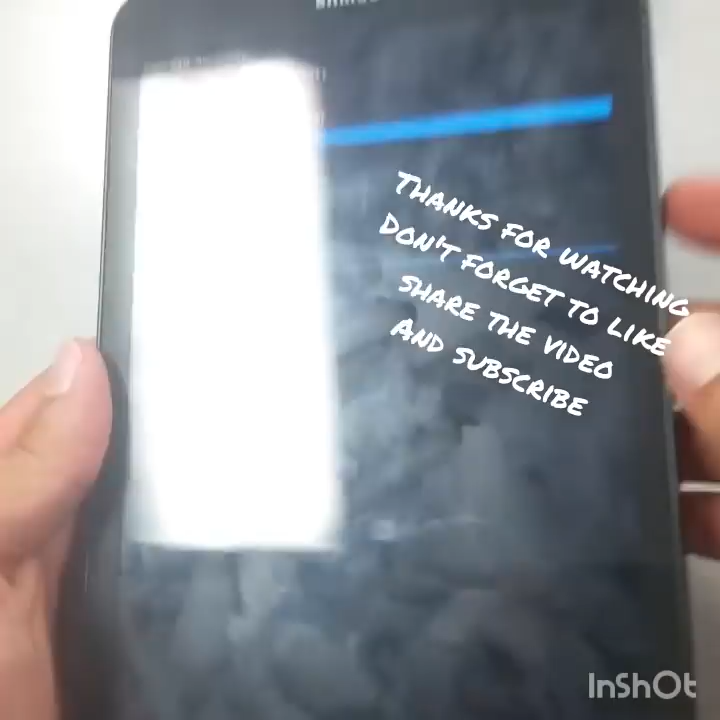 Thanks for watching
Don't forget to like
share the video
And subscribe
InShOt